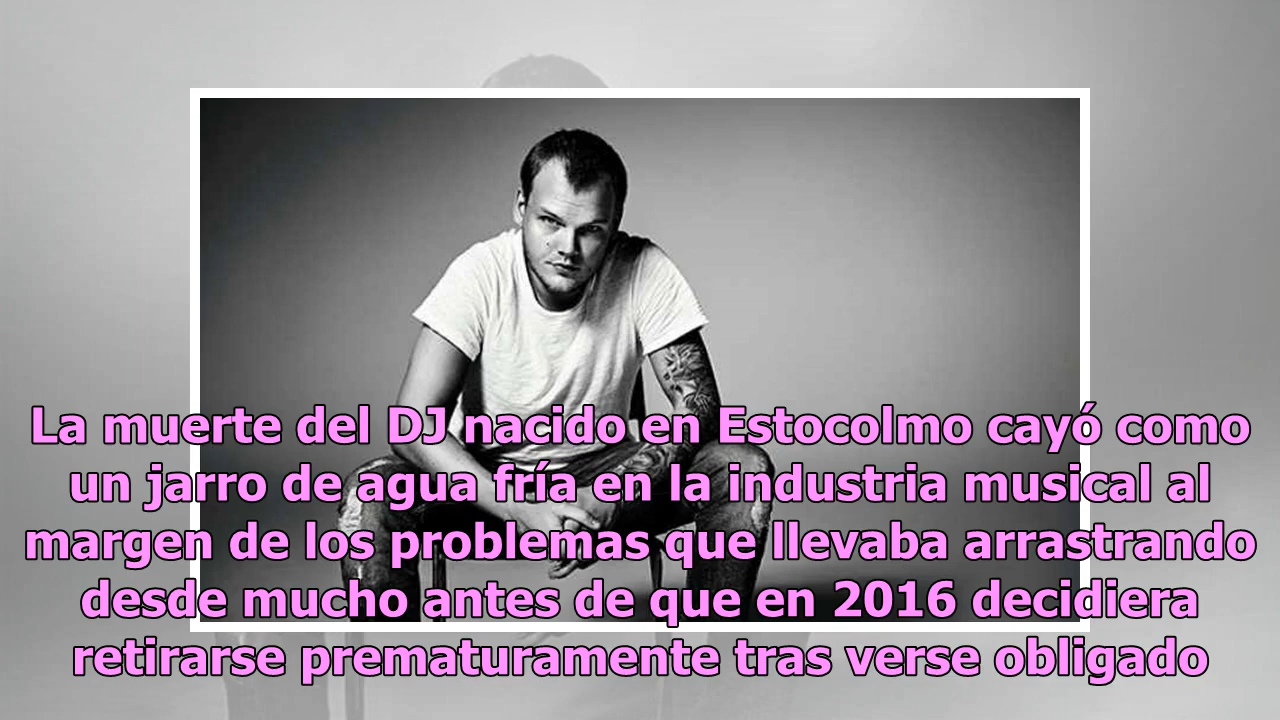 La muerte del DJ nacido en Estocolmo cayó como
un jarro de agua fría en la industria musical al
margen de los problemas que llevaba arrastrando
desde mucho antes de que en 2016 decidiera
retirarse prematuramente tras verse obligado